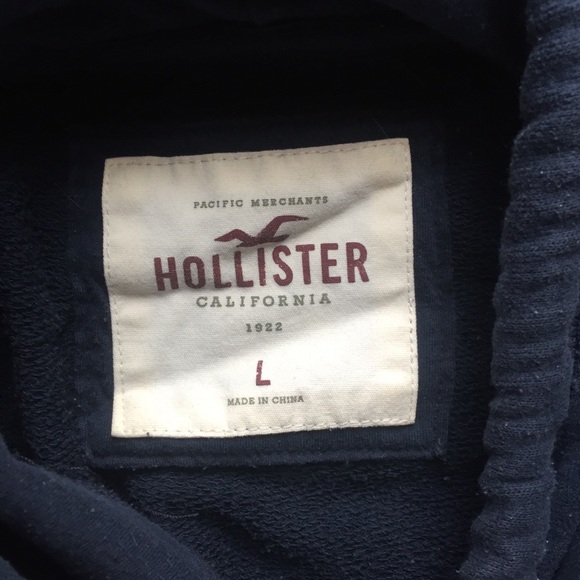 PACIFIC MERCHANTS
HOLLISTER
CALIFORNIA
1922
L
MADE IN CHINA